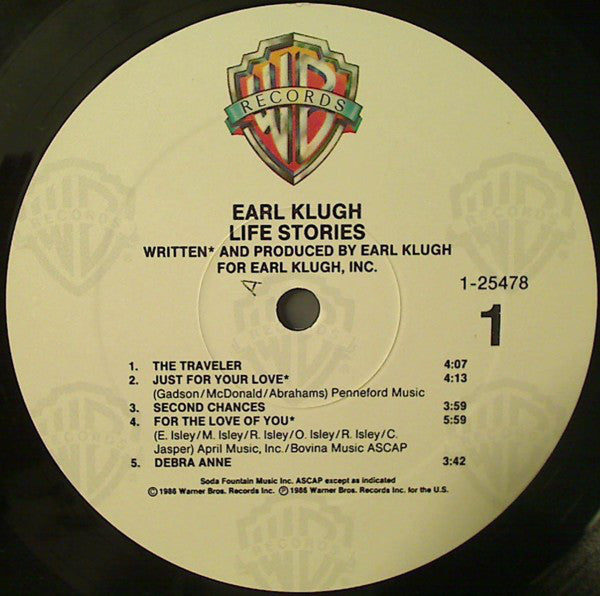 WB
RECORDS
EARL KLUGH
LIFE STORIES
WRITTEN* AND PRODUCED BY EARL KLUGH
FOR EARL KLUGH, INC.
A
1-25478
1
1. THE TRAVELER 4:07
2. JUST FOR YOUR LOVE* 4:13
(Gadson/McDonald/Abrahams) Penneford Music
3. SECOND CHANCES 3:59
4. FOR THE LOVE OF YOU* 5:59
(E. Isley/M. Isley/R. Isley/O. Isley/R. Isley/C.
Jasper) April Music, Inc./Bovina Music ASCAP
5. DEBRA ANNE 3:42
Soda Fountain Music Inc. ASCAP except as indicated
©1986 Warner Bros. Records Inc. ℗1986 Warner Bros. Records Inc. for the U.S.